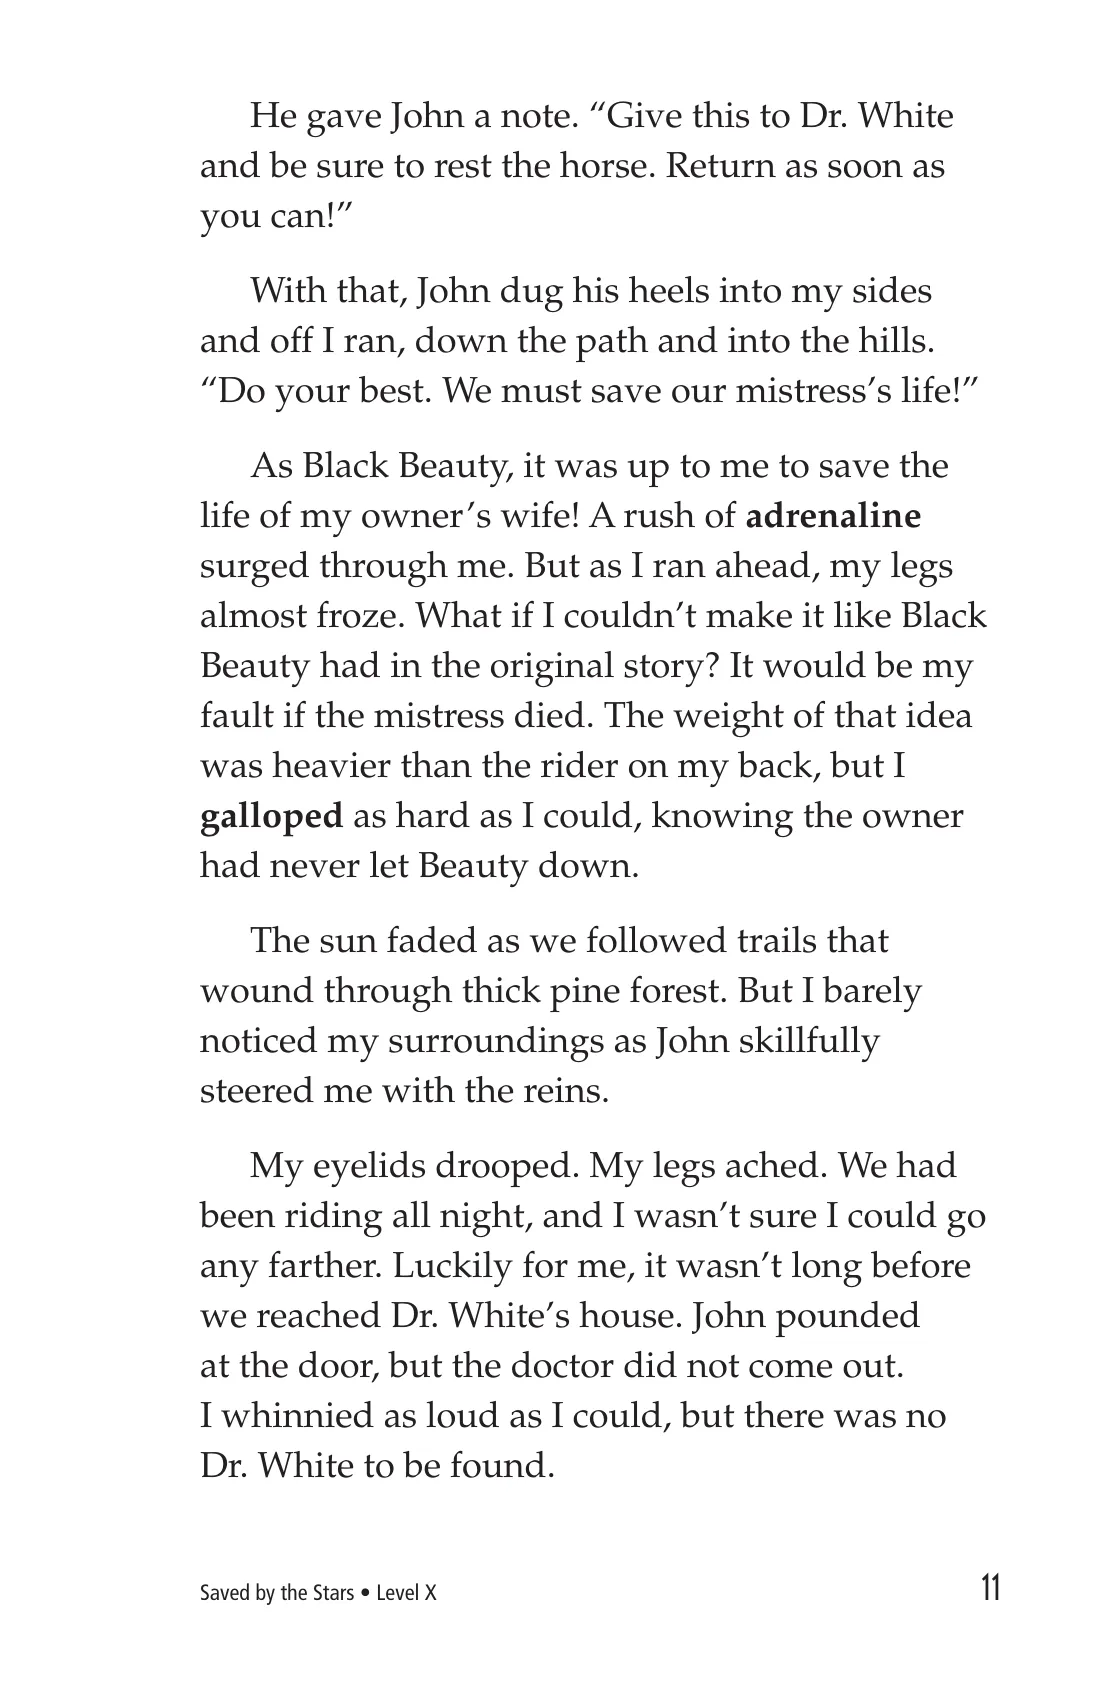 He gave John a note. “Give this to Dr. White
and be sure to rest the horse. Return as soon as
you can!”
With that, John dug his heels into my sides
and off I ran, down the path and into the hills.
“Do your best. We must save our mistress’s life!”
As Black Beauty, it was up to me to save the
life of my owner’s wife! A rush of adrenaline
surged through me. But as I ran ahead, my legs
almost froze. What if I couldn’t make it like Black
Beauty had in the original story? It would be my
fault if the mistress died. The weight of that idea
was heavier than the rider on my back, but I
galloped as hard as I could, knowing the owner
had never let Beauty down.
The sun faded as we followed trails that
wound through thick pine forest. But I barely
noticed my surroundings as John skillfully
steered me with the reins.
My eyelids drooped. My legs ached. We had
been riding all night, and I wasn’t sure I could go
any farther. Luckily for me, it wasn’t long before
we reached Dr. White’s house. John pounded
at the door, but the doctor did not come out.
I whinnied as loud as I could, but there was no
Dr. White to be found.
Saved by the Stars • Level X 11